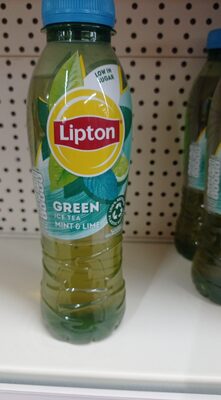 LOW IN
SUGAR
Lipton
GREEN
ICE TEA
MINT & LIME